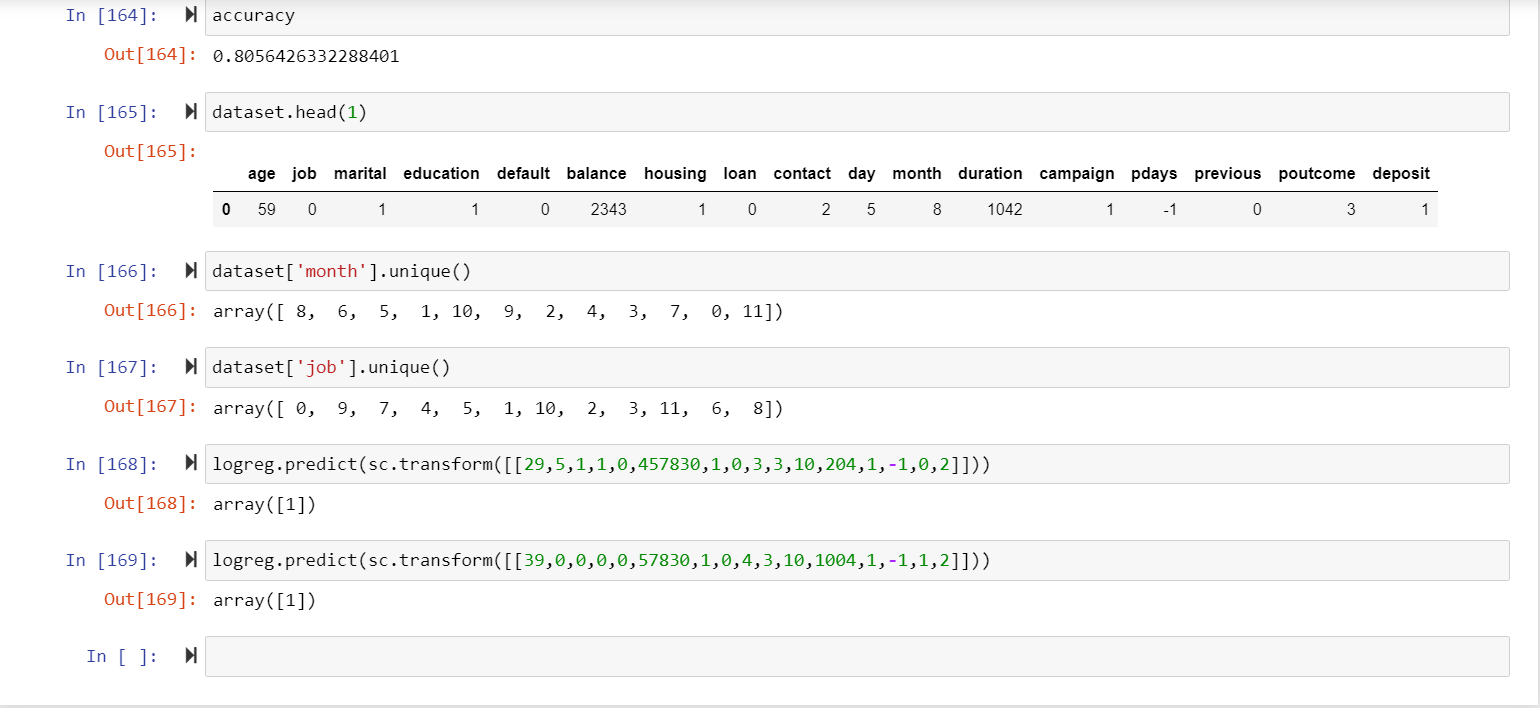 In [164]: accuracy
Out[164]: 0.8056426332288401
In [165]: dataset.head(1)
Out[165]:
age job marital education default balance housing loan contact day month duration campaign pdays previous poutcome deposit
0 59 0 1 1 0 2343 1 0 2 5 8 1042 1 -1 0 3 1
In [166]: dataset['month'].unique()
Out[166]: array([ 8, 6, 5, 1, 10, 9, 2, 4, 3, 7, 0, 11])
In [167]: dataset['job'].unique()
Out[167]: array([ 0, 9, 7, 4, 5, 1, 10, 2, 3, 11, 6, 8])
In [168]: logreg.predict(sc.transform([[29,5,1,1,0,457830,1,0,3,3,10,204,1,-1,0,2]]))
Out[168]: array([1])
In [169]: logreg.predict(sc.transform([[39,0,0,0,0,57830,1,0,4,3,10,1004,1,-1,1,2]]))
Out[169]: array([1])
In [ ]: